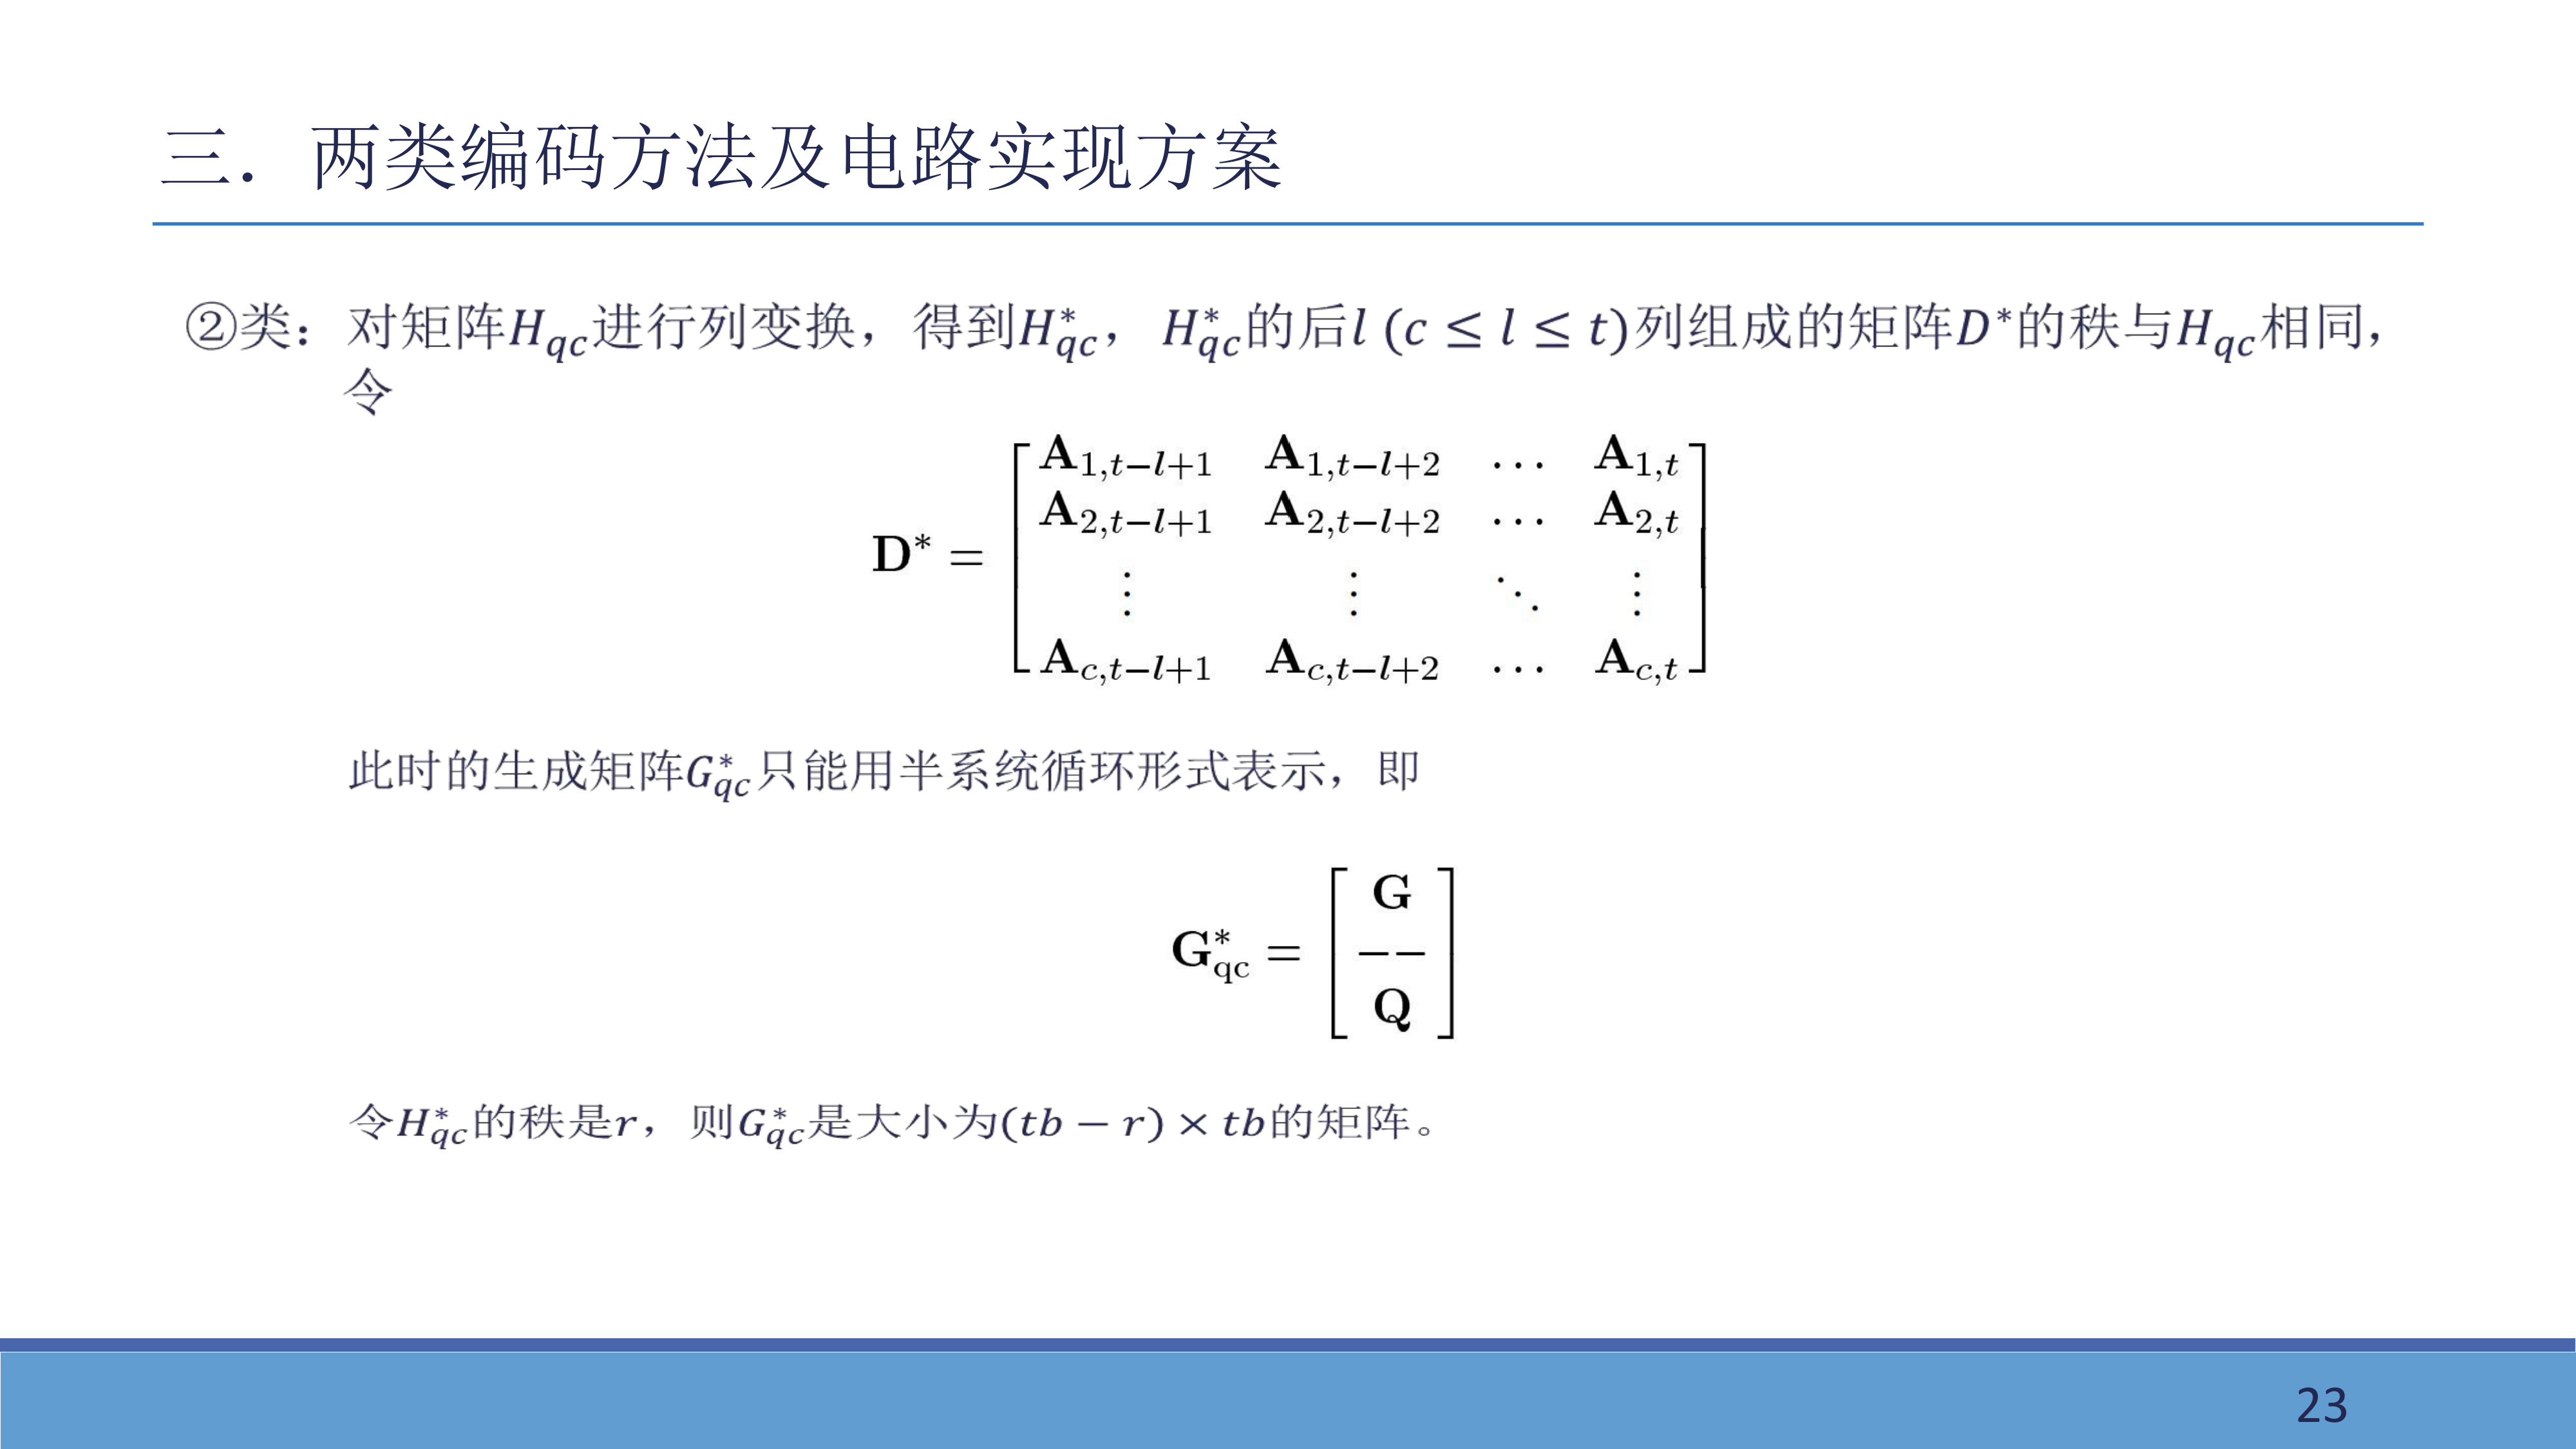 三．两类编码方法及电路实现方案
②类：对矩阵$H_{qc}$进行列变换，得到$H_{qc}^*$，$H_{qc}^*$的后$l$ $(c \le l \le t)$列组成的矩阵$D^*$的秩与$H_{qc}$相同，
令
$$\mathbf{D}^* = \begin{bmatrix} \mathbf{A}_{1,t-l+1} & \mathbf{A}_{1,t-l+2} & \cdots & \mathbf{A}_{1,t} \\ \mathbf{A}_{2,t-l+1} & \mathbf{A}_{2,t-l+2} & \cdots & \mathbf{A}_{2,t} \\ \vdots & \vdots & \ddots & \vdots \\ \mathbf{A}_{c,t-l+1} & \mathbf{A}_{c,t-l+2} & \cdots & \mathbf{A}_{c,t} \end{bmatrix}$$
此时的生成矩阵$G_{qc}^*$只能用半系统循环形式表示，即
$$\mathbf{G}_{\mathrm{qc}}^* = \begin{bmatrix} \mathbf{G} \\ -- \\ \mathbf{Q} \end{bmatrix}$$
令$H_{qc}^*$的秩是$r$，则$G_{qc}^*$是大小为$(tb - r) \times tb$的矩阵。
23